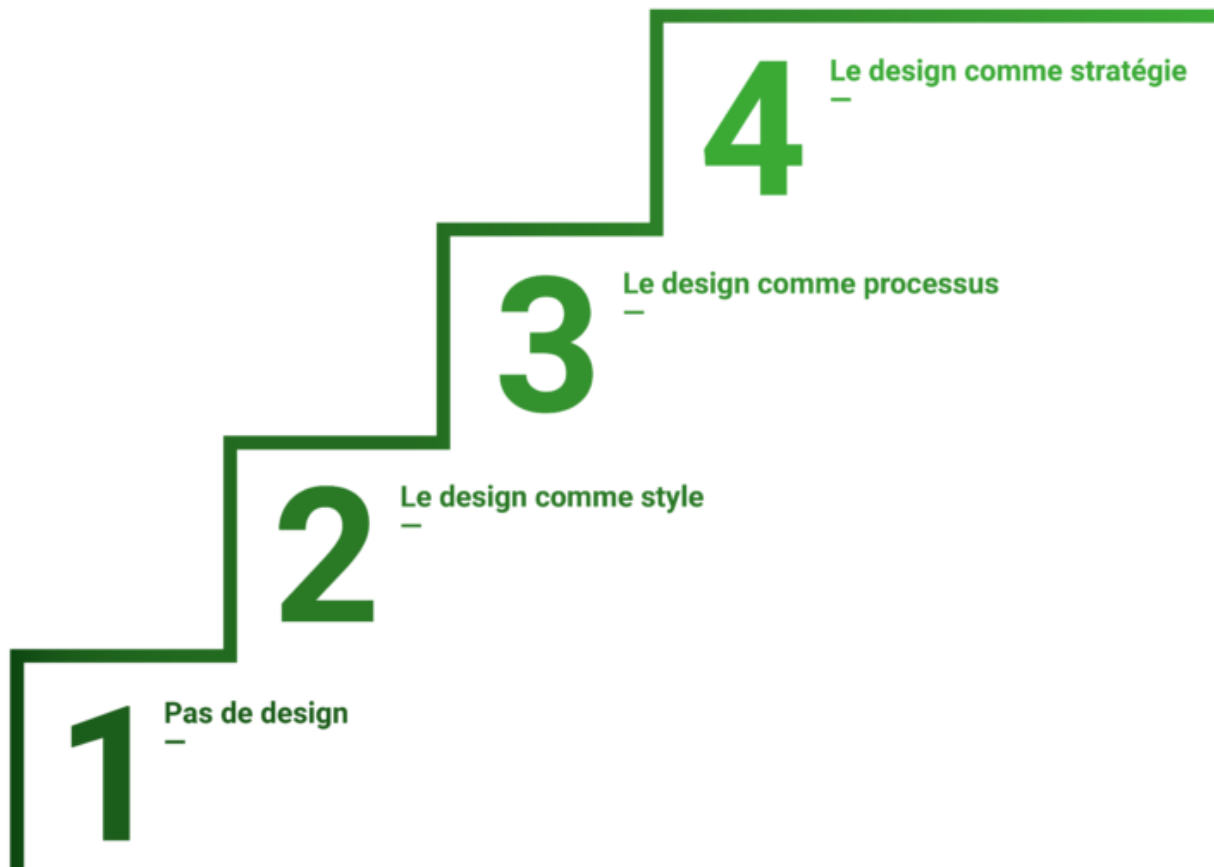 4
Le design comme stratégie
3
Le design comme processus
2
Le design comme style
1
Pas de design